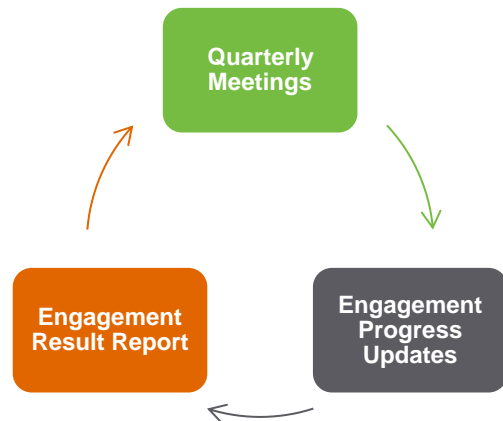 Quarterly
Meetings
Engagement
Progress
Updates
Engagement
Result Report